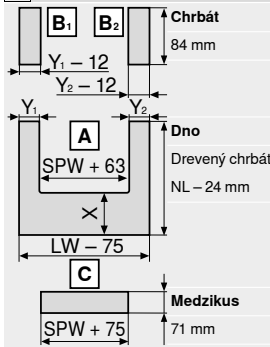 B₁
B₂
Chrbát
84 mm
Y₁ – 12
Y₂ – 12
Y₁
Y₂
A
Dno
SPW + 63
Drevený chrbát
NL – 24 mm
X
LW – 75
C
Medzikus
71 mm
SPW + 75